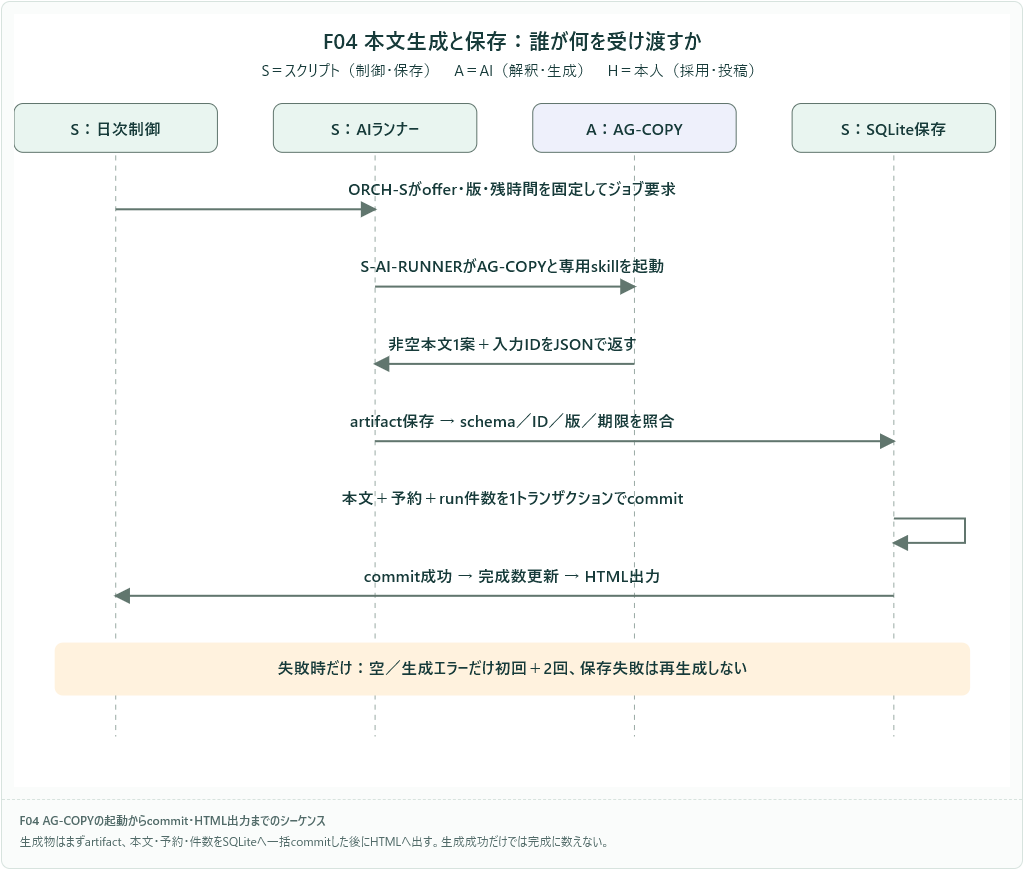 F04 本文生成と保存：誰が何を受け渡すか
S＝スクリプト（制御・保存）　A＝AI（解釈・生成）　H＝本人（採用・投稿）
S：日次制御
S：AIランナー
A：AG-COPY
S：SQLite保存
ORCH-Sがoffer・版・残時間を固定してジョブ要求
S-AI-RUNNERがAG-COPYと専用skillを起動
非空本文1案＋入力IDをJSONで返す
artifact保存 → schema／ID／版／期限を照合
本文＋予約＋run件数を1トランザクションでcommit
commit成功 → 完成数更新 → HTML出力
失敗時だけ：空／生成エラーだけ初回＋2回、保存失敗は再生成しない
F04 AG-COPYの起動からcommit・HTML出力までのシーケンス
生成物はまずartifact、本文・予約・件数をSQLiteへ一括commitした後にHTMLへ出す。生成成功だけでは完成に数えない。